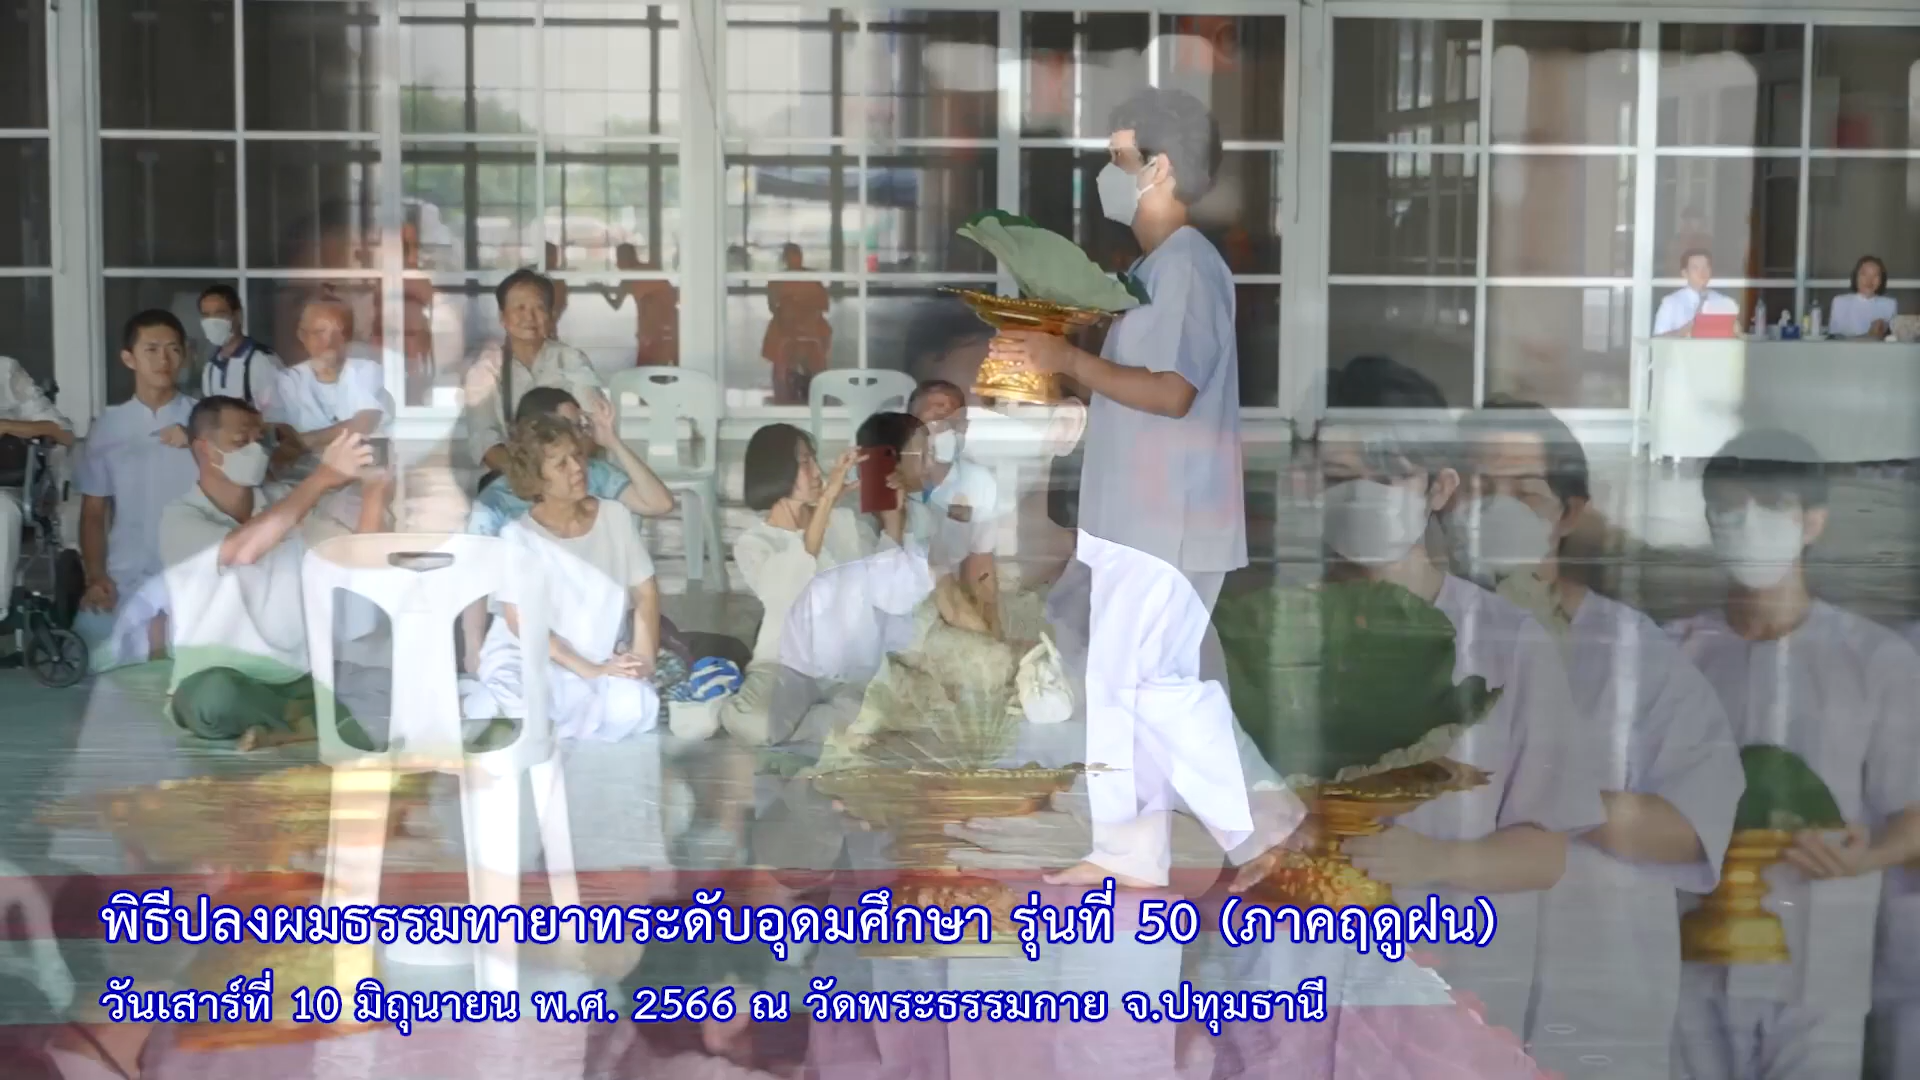 พิธีปลงผมธรรมทายาทระดับอุดมศึกษา รุ่นที่ 50 (ภาคฤดูฝน)
วันเสาร์ที่ 10 มิถุนายน พ.ศ. 2566 ณ วัดพระธรรมกาย จ.ปทุมธานี